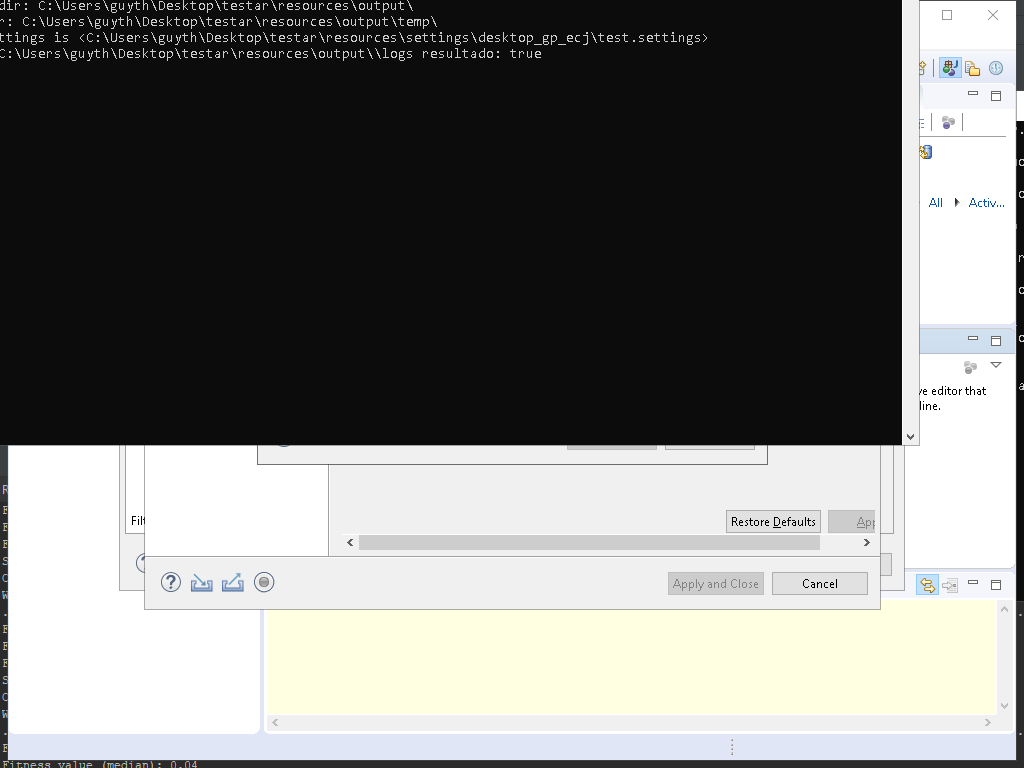 dir: C:\Users\guyth\Desktop\testar\resources\output\
r: C:\Users\guyth\Desktop\testar\resources\output\temp\
ttings is <C:\Users\guyth\Desktop\testar\resources\settings\desktop_gp_ecj\test.settings>
C:\Users\guyth\Desktop\testar\resources\output\\logs resultado: true
All
Activ...
ve editor that
line.
Filt
Restore Defaults
App
Apply and Close
Cancel
Fitness value (median): 0.04